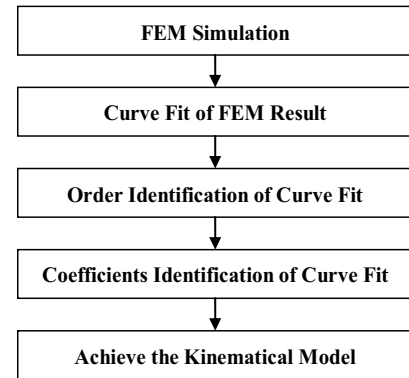 FEM Simulation
Curve Fit of FEM Result
Order Identification of Curve Fit
Coefficients Identification of Curve Fit
Achieve the Kinematical Model